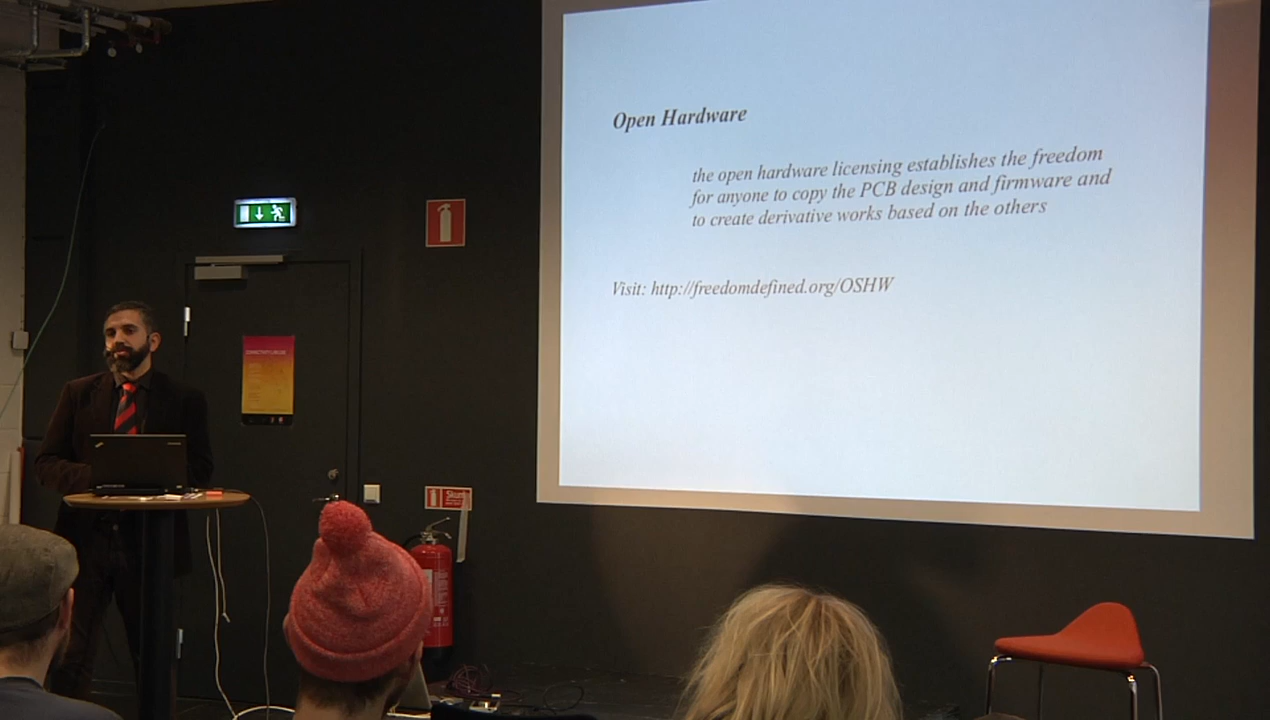 Open Hardware
the open hardware licensing establishes the freedom
for anyone to copy the PCB design and firmware and
to create derivative works based on the others
Visit: http://freedomdefined.org/OSHW
Skum